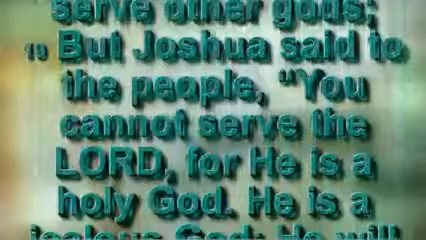 serve other gods;
19 But Joshua said to
the people, "You
cannot serve the
LORD, for He is a
holy God. He is a
jealous God; He will